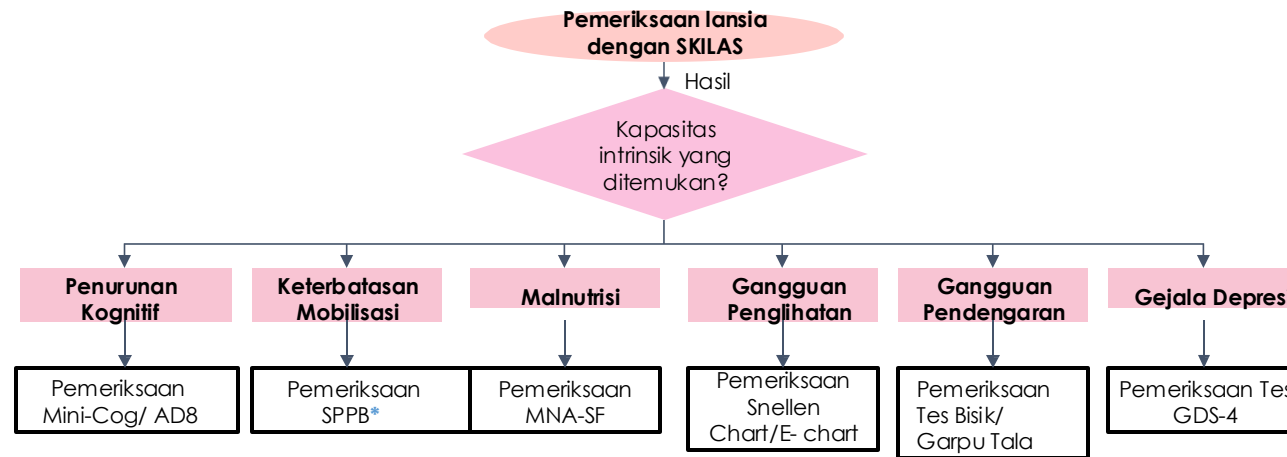 Pemeriksaan lansia
dengan SKILAS
Hasil
Kapasitas
intrinsik yang
ditemukan?
Penurunan
Kognitif
Keterbatasan
Mobilisasi
Malnutrisi
Gangguan
Penglihatan
Gangguan
Pendengaran
Gejala Depres
Pemeriksaan
Mini-Cog/ AD8
Pemeriksaan
SPPB*
Pemeriksaan
MNA-SF
Pemeriksaan
Snellen
Chart/E- chart
Pemeriksaan
Tes Bisik/
Garpu Tala
Pemeriksaan Tes
GDS-4